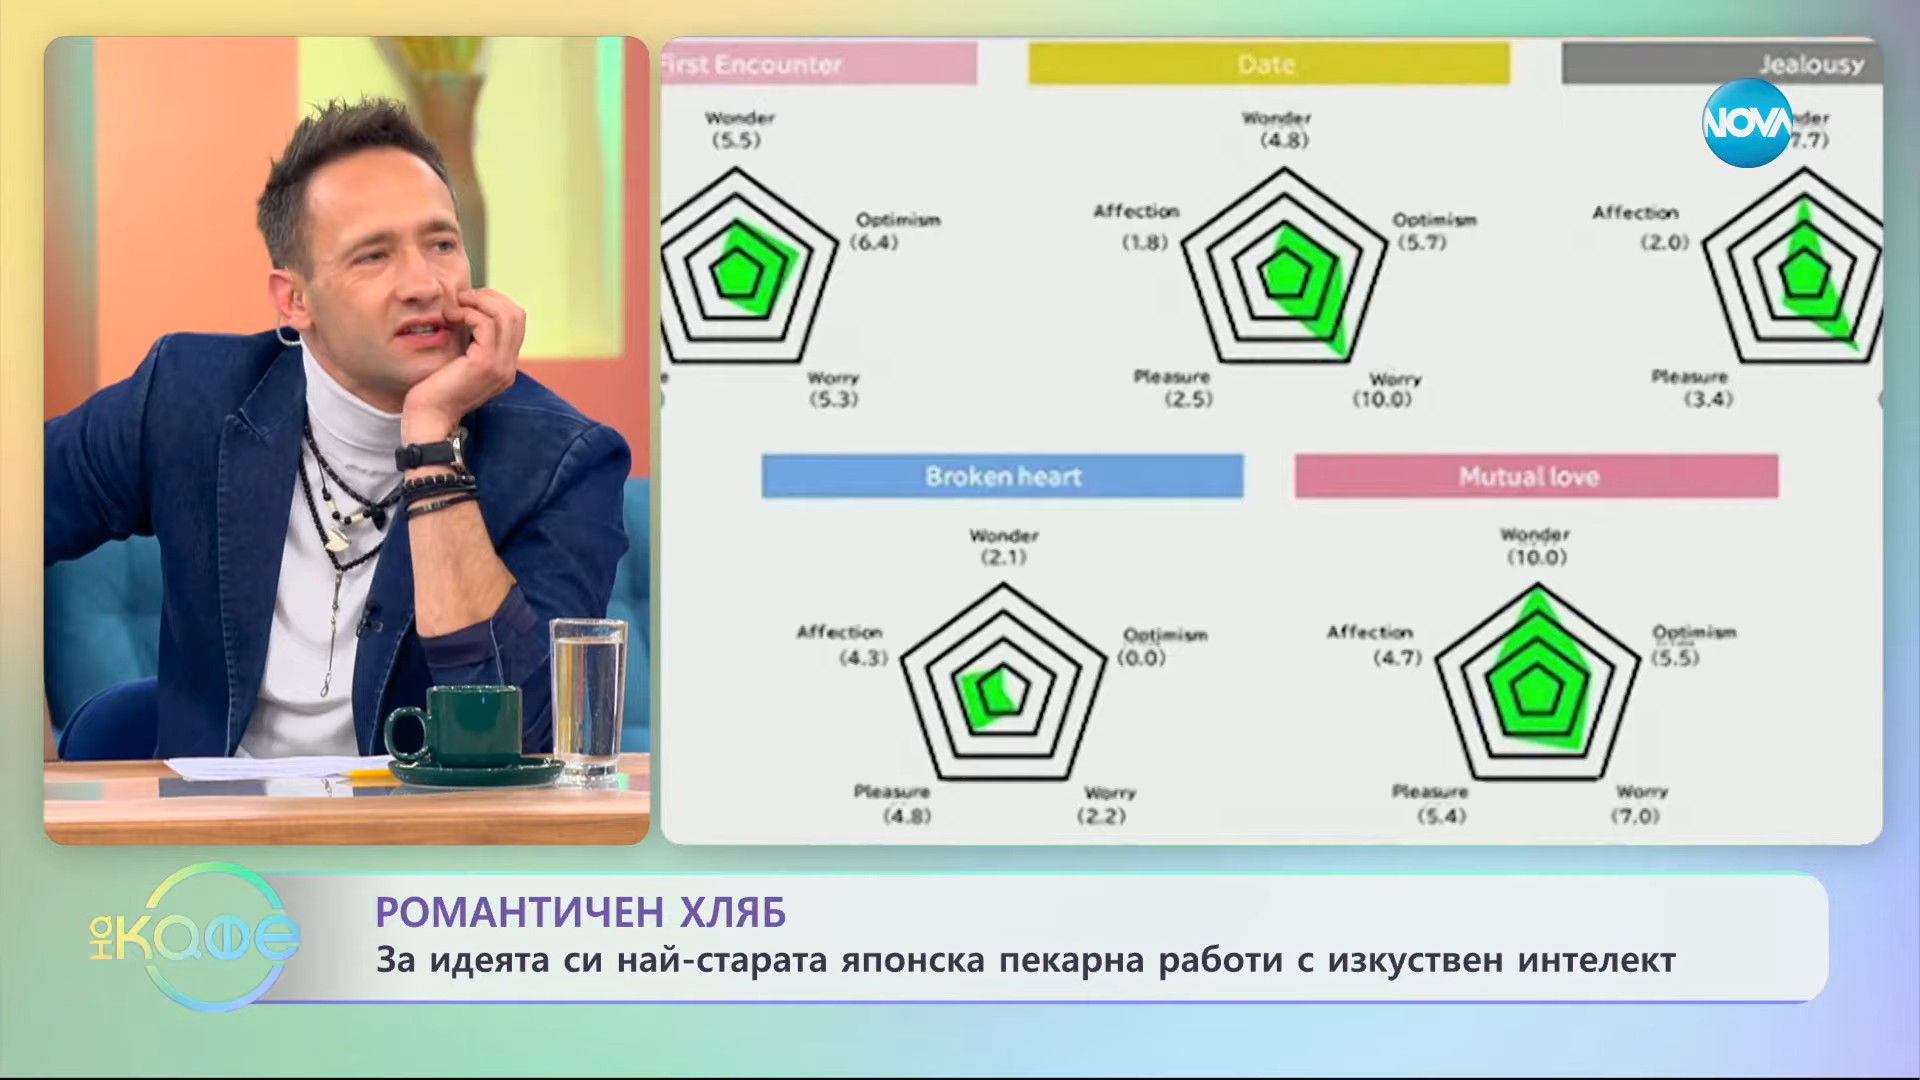 First Encounter
Date
Jealousy
NOVA
Wonder
(5.5)
Optimism
(6.4)
Worry
(5.3)
Wonder
(4.8)
Affection
(1.8)
Optimism
(5.7)
Pleasure
(2.5)
Worry
(10.0)
7.7)
Affection
(2.0)
Pleasure
(3.4)
Broken heart
Mutual love
Wonder
(2.1)
Affection
(4.3)
Optimism
(0.0)
Pleasure
(4.8)
Worry
(2.2)
Wonder
(10.0)
Affection
(4.7)
Optimism
(5.5)
Pleasure
(5.4)
Worry
(7.0)
на кафе
РОМАНТИЧЕН ХЛЯБ
За идеята си най-старата японска пекарна работи с изкуствен интелект